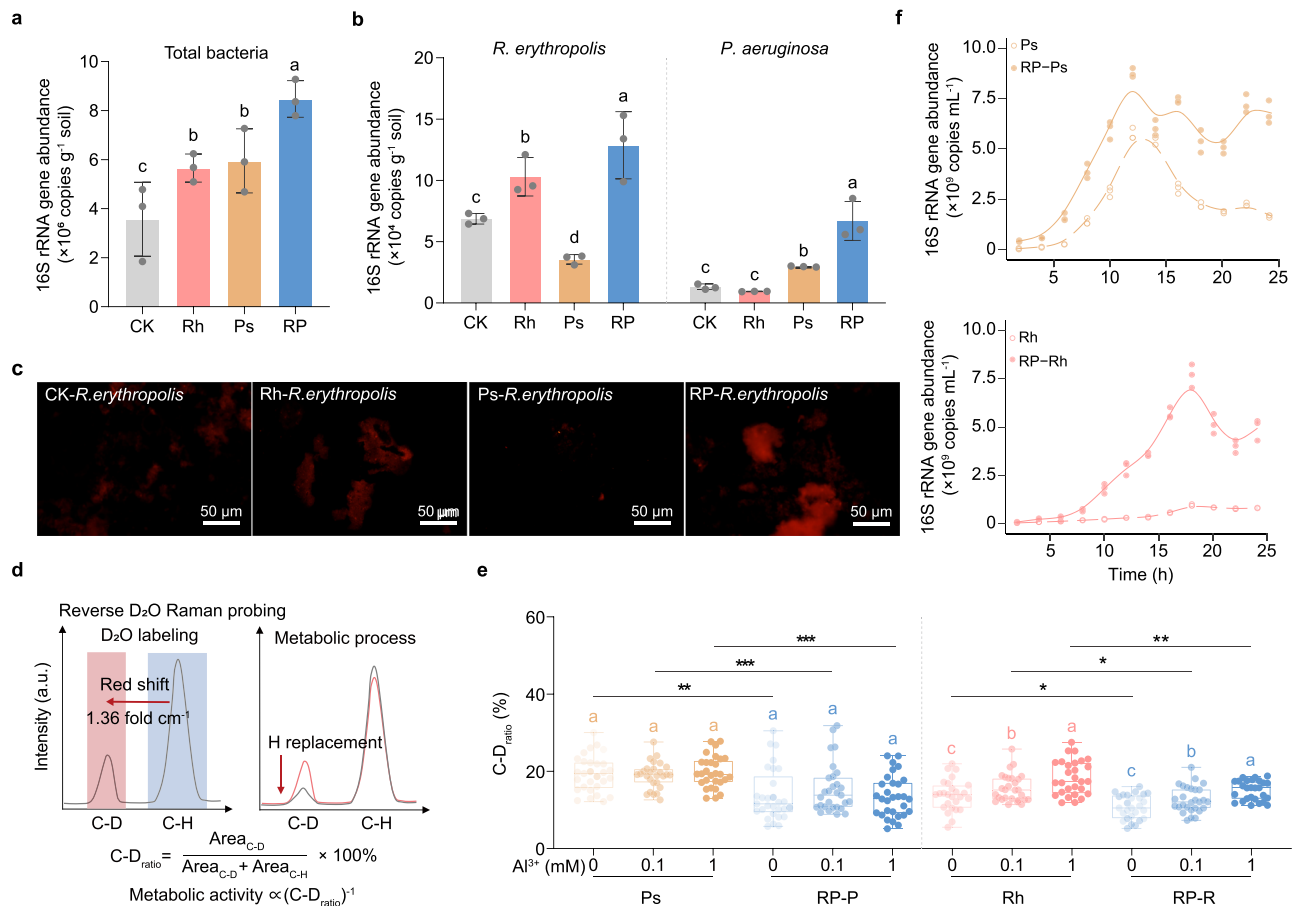 a
Total bacteria
16S rRNA gene abundance
(×10⁶ copies g⁻¹ soil)
10
8
6
4
2
0
c
b
b
a
CK
Rh
Ps
RP
b
R. erythropolis
P. aeruginosa
16S rRNA gene abundance
(×10⁴ copies g⁻¹ soil)
20
15
10
5
0
c
b
d
a
c
c
b
a
CK
Rh
Ps
RP
CK
Rh
Ps
RP
c
CK-R.erythropolis
50 µm
Rh-R.erythropolis
50 µm
Ps-R.erythropolis
50 µm
RP-R.erythropolis
50 µm
d
Reverse D₂O Raman probing
D₂O labeling
Metabolic process
Intensity (a.u.)
Red shift
1.36 fold cm⁻¹
H replacement
C-D
C-H
C-D
C-H
C-D_ratio = Area_C-D / (Area_C-D + Area_C-H) × 100%
Metabolic activity ∝(C-D_ratio)⁻¹
e
C-D_ratio (%)
60
40
20
0
***
***
**
**
*
*
a
a
a
a
a
a
c
b
a
c
b
a
Al³⁺ (mM)
0
0.1
1
0
0.1
1
0
0.1
1
0
0.1
1
Ps
RP-P
Rh
RP-R
f
16S rRNA gene abundance
(×10⁹ copies mL⁻¹)
10.0
7.5
5.0
2.5
0
Ps
RP−Ps
5
10
15
20
25
16S rRNA gene abundance
(×10⁹ copies mL⁻¹)
10.0
7.5
5.0
2.5
0
Rh
RP−Rh
5
10
15
20
25
Time (h)